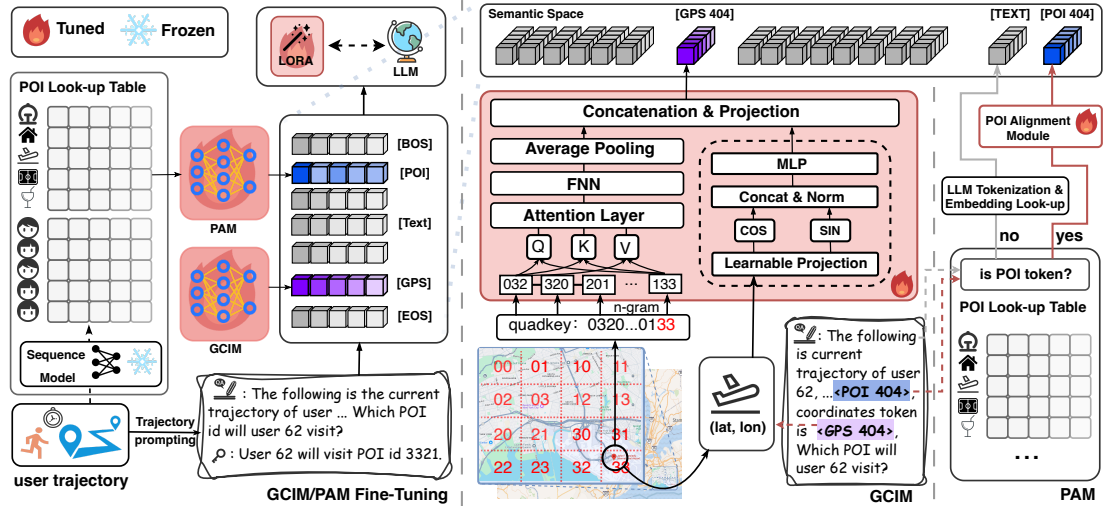 Tuned
Frozen
POI Look-up Table
Sequence
Model
Trajectory
prompting
user trajectory
LORA
LLM
PAM
GCIM
[BOS]
[POI]
[Text]
[GPS]
[EOS]
: The following is the current
trajectory of user ... Which POI
id will user 62 visit?
: User 62 will visit POI id 3321.
GCIM/PAM Fine-Tuning
Semantic Space
[GPS 404]
[TEXT]
[POI 404]
Concatenation & Projection
Average Pooling
FNN
Attention Layer
Q
K
V
032
320
201
...
133
n-gram
quadkey: 0320...0133
MLP
Concat & Norm
COS
SIN
Learnable Projection
00 01 10 11
02 03 12 13
20 21 30 31
22 23 32 33
(lat, lon)
: The following
is current
trajectory of user
62, ...<POI 404>,
coordinates token
is <GPS 404>,
Which POI will
user 62 visit?
GCIM
POI Alignment
Module
LLM Tokenization &
Embedding Look-up
no
yes
is POI token?
POI Look-up Table
...
PAM